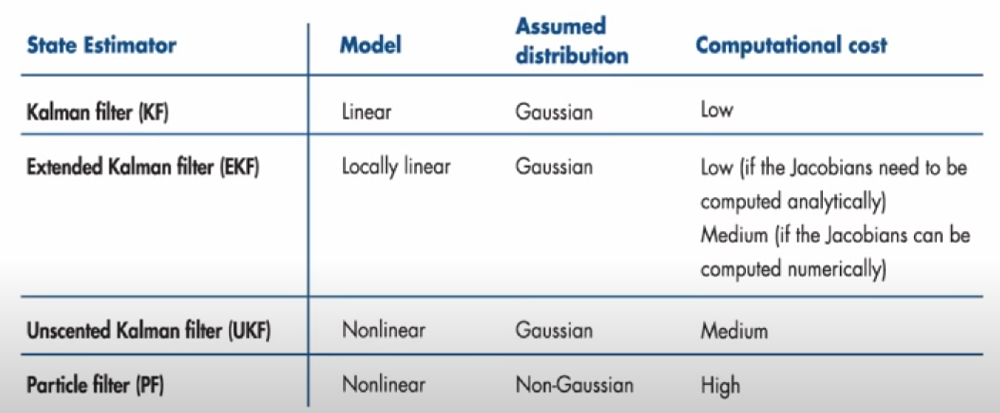 State Estimator Model Assumed distribution Computational cost
Kalman filter (KF) Linear Gaussian Low
Extended Kalman filter (EKF) Locally linear Gaussian Low (if the Jacobians need to be
computed analytically)
Medium (if the Jacobians can be
computed numerically)
Unscented Kalman filter (UKF) Nonlinear Gaussian Medium
Particle filter (PF) Nonlinear Non-Gaussian High